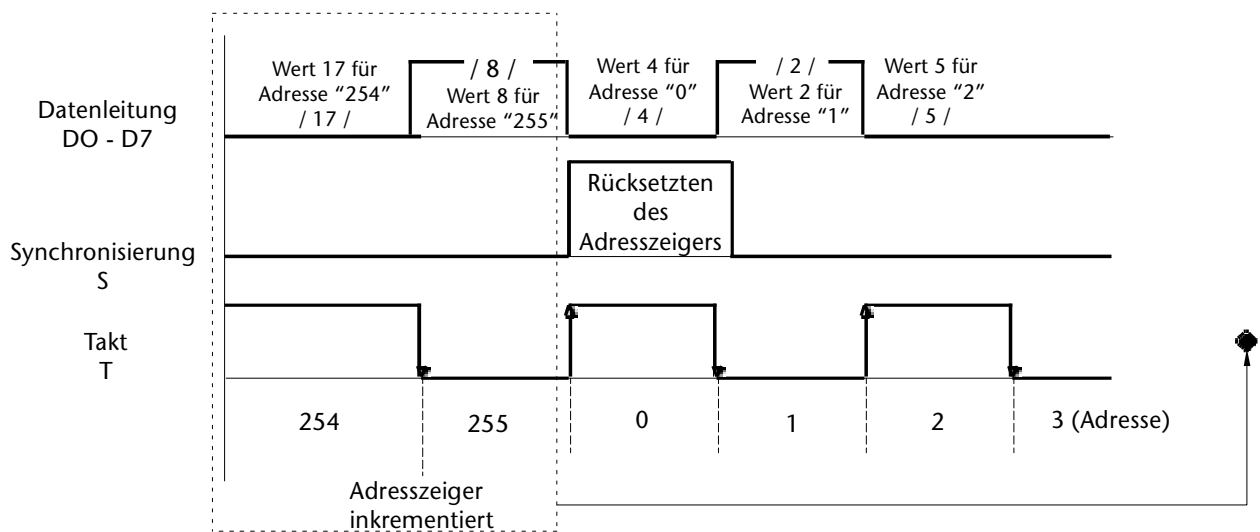 Datenleitung
DO - D7
Wert 17 für
Adresse “254”
/ 17 /
/ 8 /
Wert 8 für
Adresse “255”
Wert 4 für
Adresse “0”
/ 4 /
/ 2 /
Wert 2 für
Adresse “1”
Wert 5 für
Adresse “2”
/ 5 /
Synchronisierung
S
Rücksetzten
des
Adresszeigers
Takt
T
254 255 0 1 2 3 (Adresse)
Adresszeiger
inkrementiert